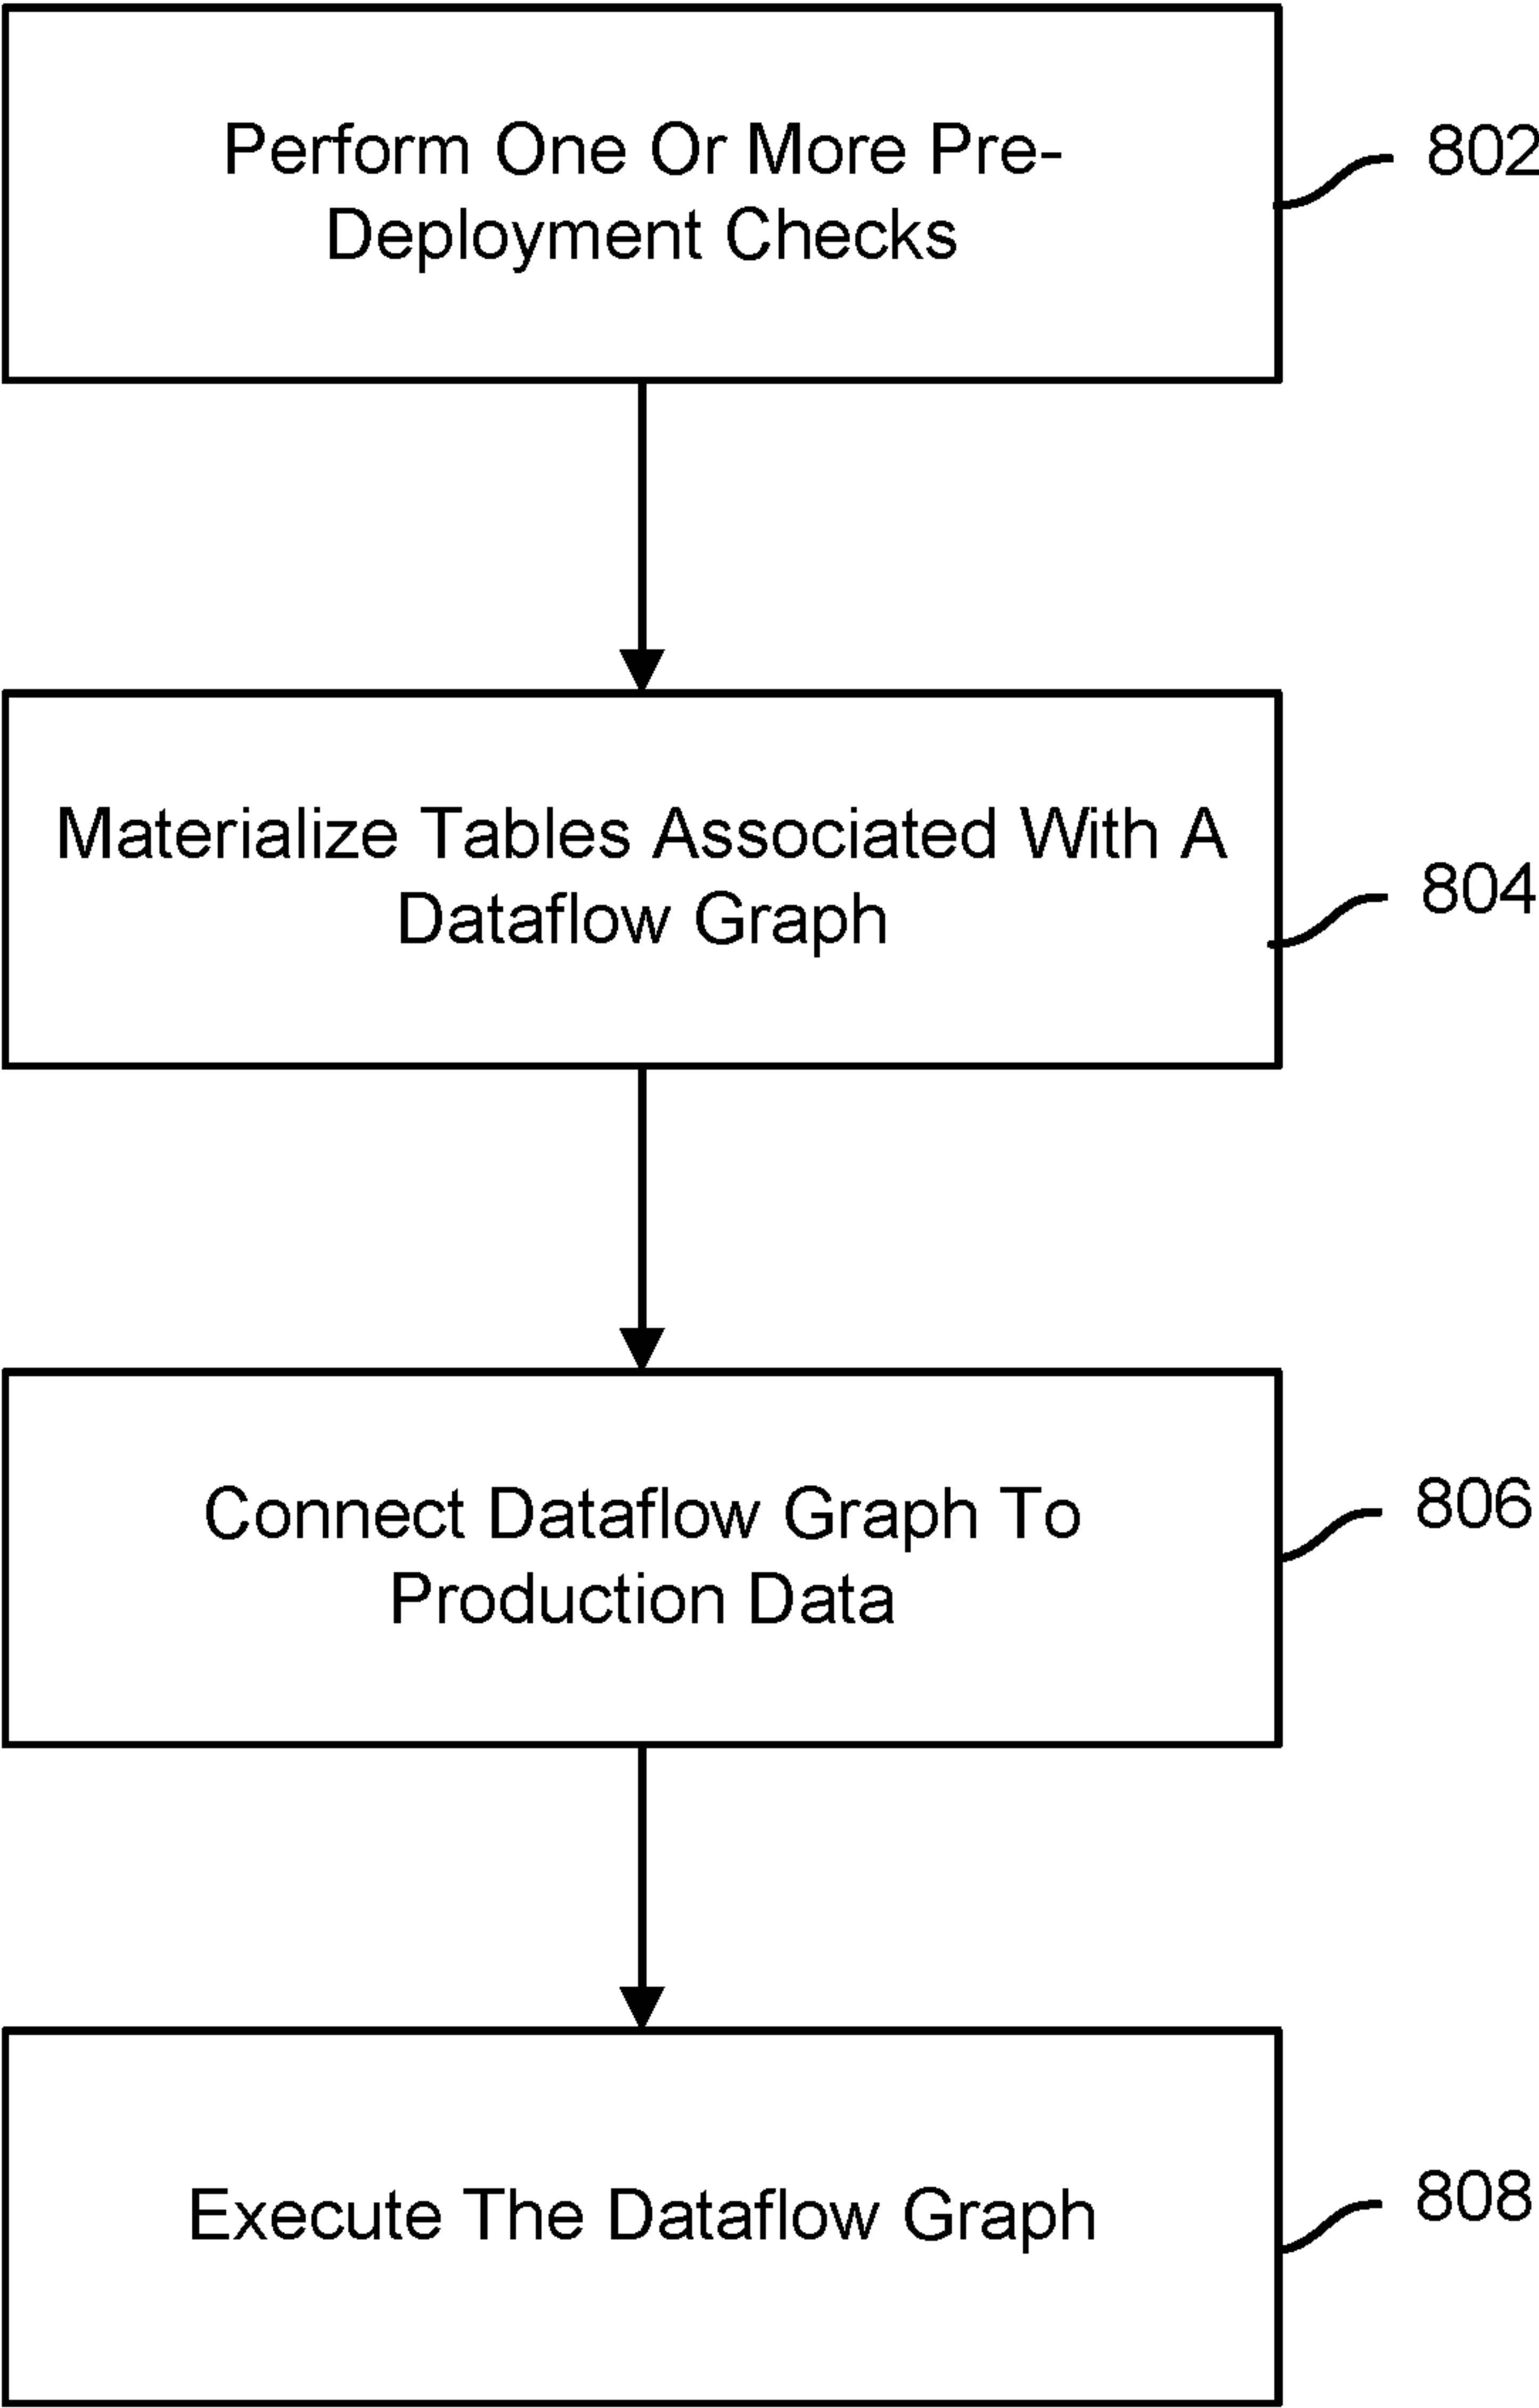 Perform One Or More Pre-
Deployment Checks
802
Materialize Tables Associated With A
Dataflow Graph
804
Connect Dataflow Graph To
Production Data
806
Execute The Dataflow Graph
808